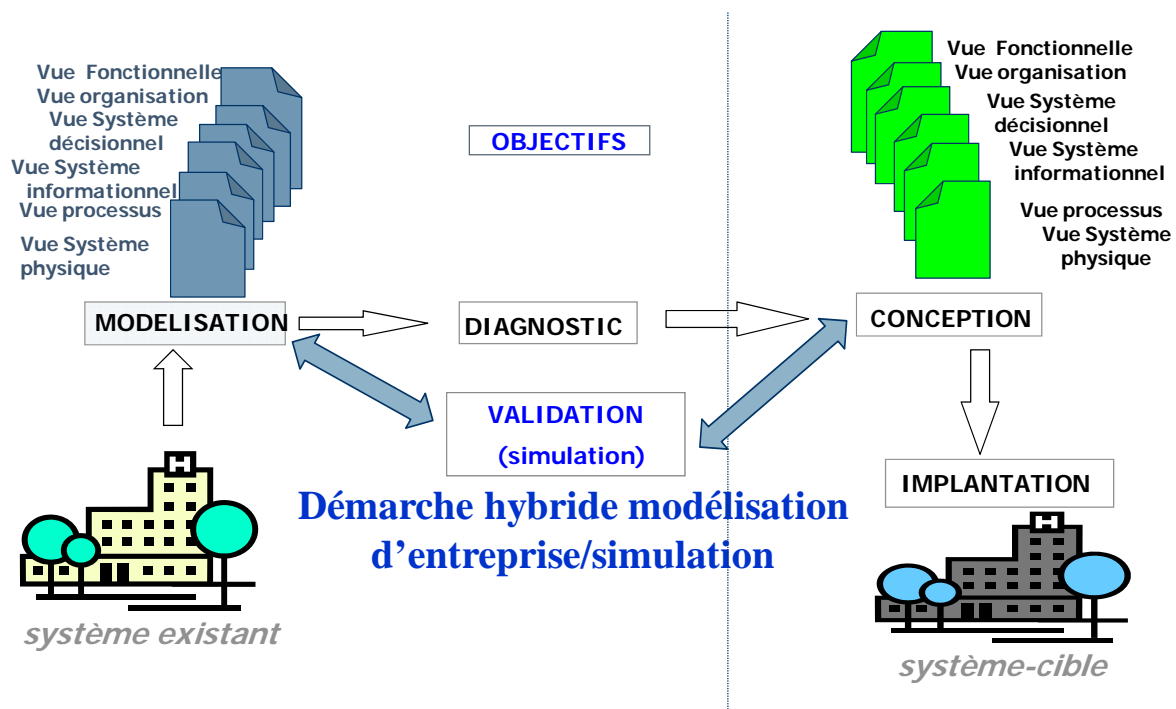 Vue Fonctionnelle
Vue organisation
Vue Système
décisionnel
Vue Système
informationnel
Vue processus
Vue Système
physique
OBJECTIFS
Vue Fonctionnelle
Vue organisation
Vue Système
décisionnel
Vue Système
informationnel
Vue processus
Vue Système
physique
MODELISATION
DIAGNOSTIC
CONCEPTION
VALIDATION
(simulation)
Démarche hybride modélisation
d'entreprise/simulation
IMPLANTATION
H
système existant
H
système-cible